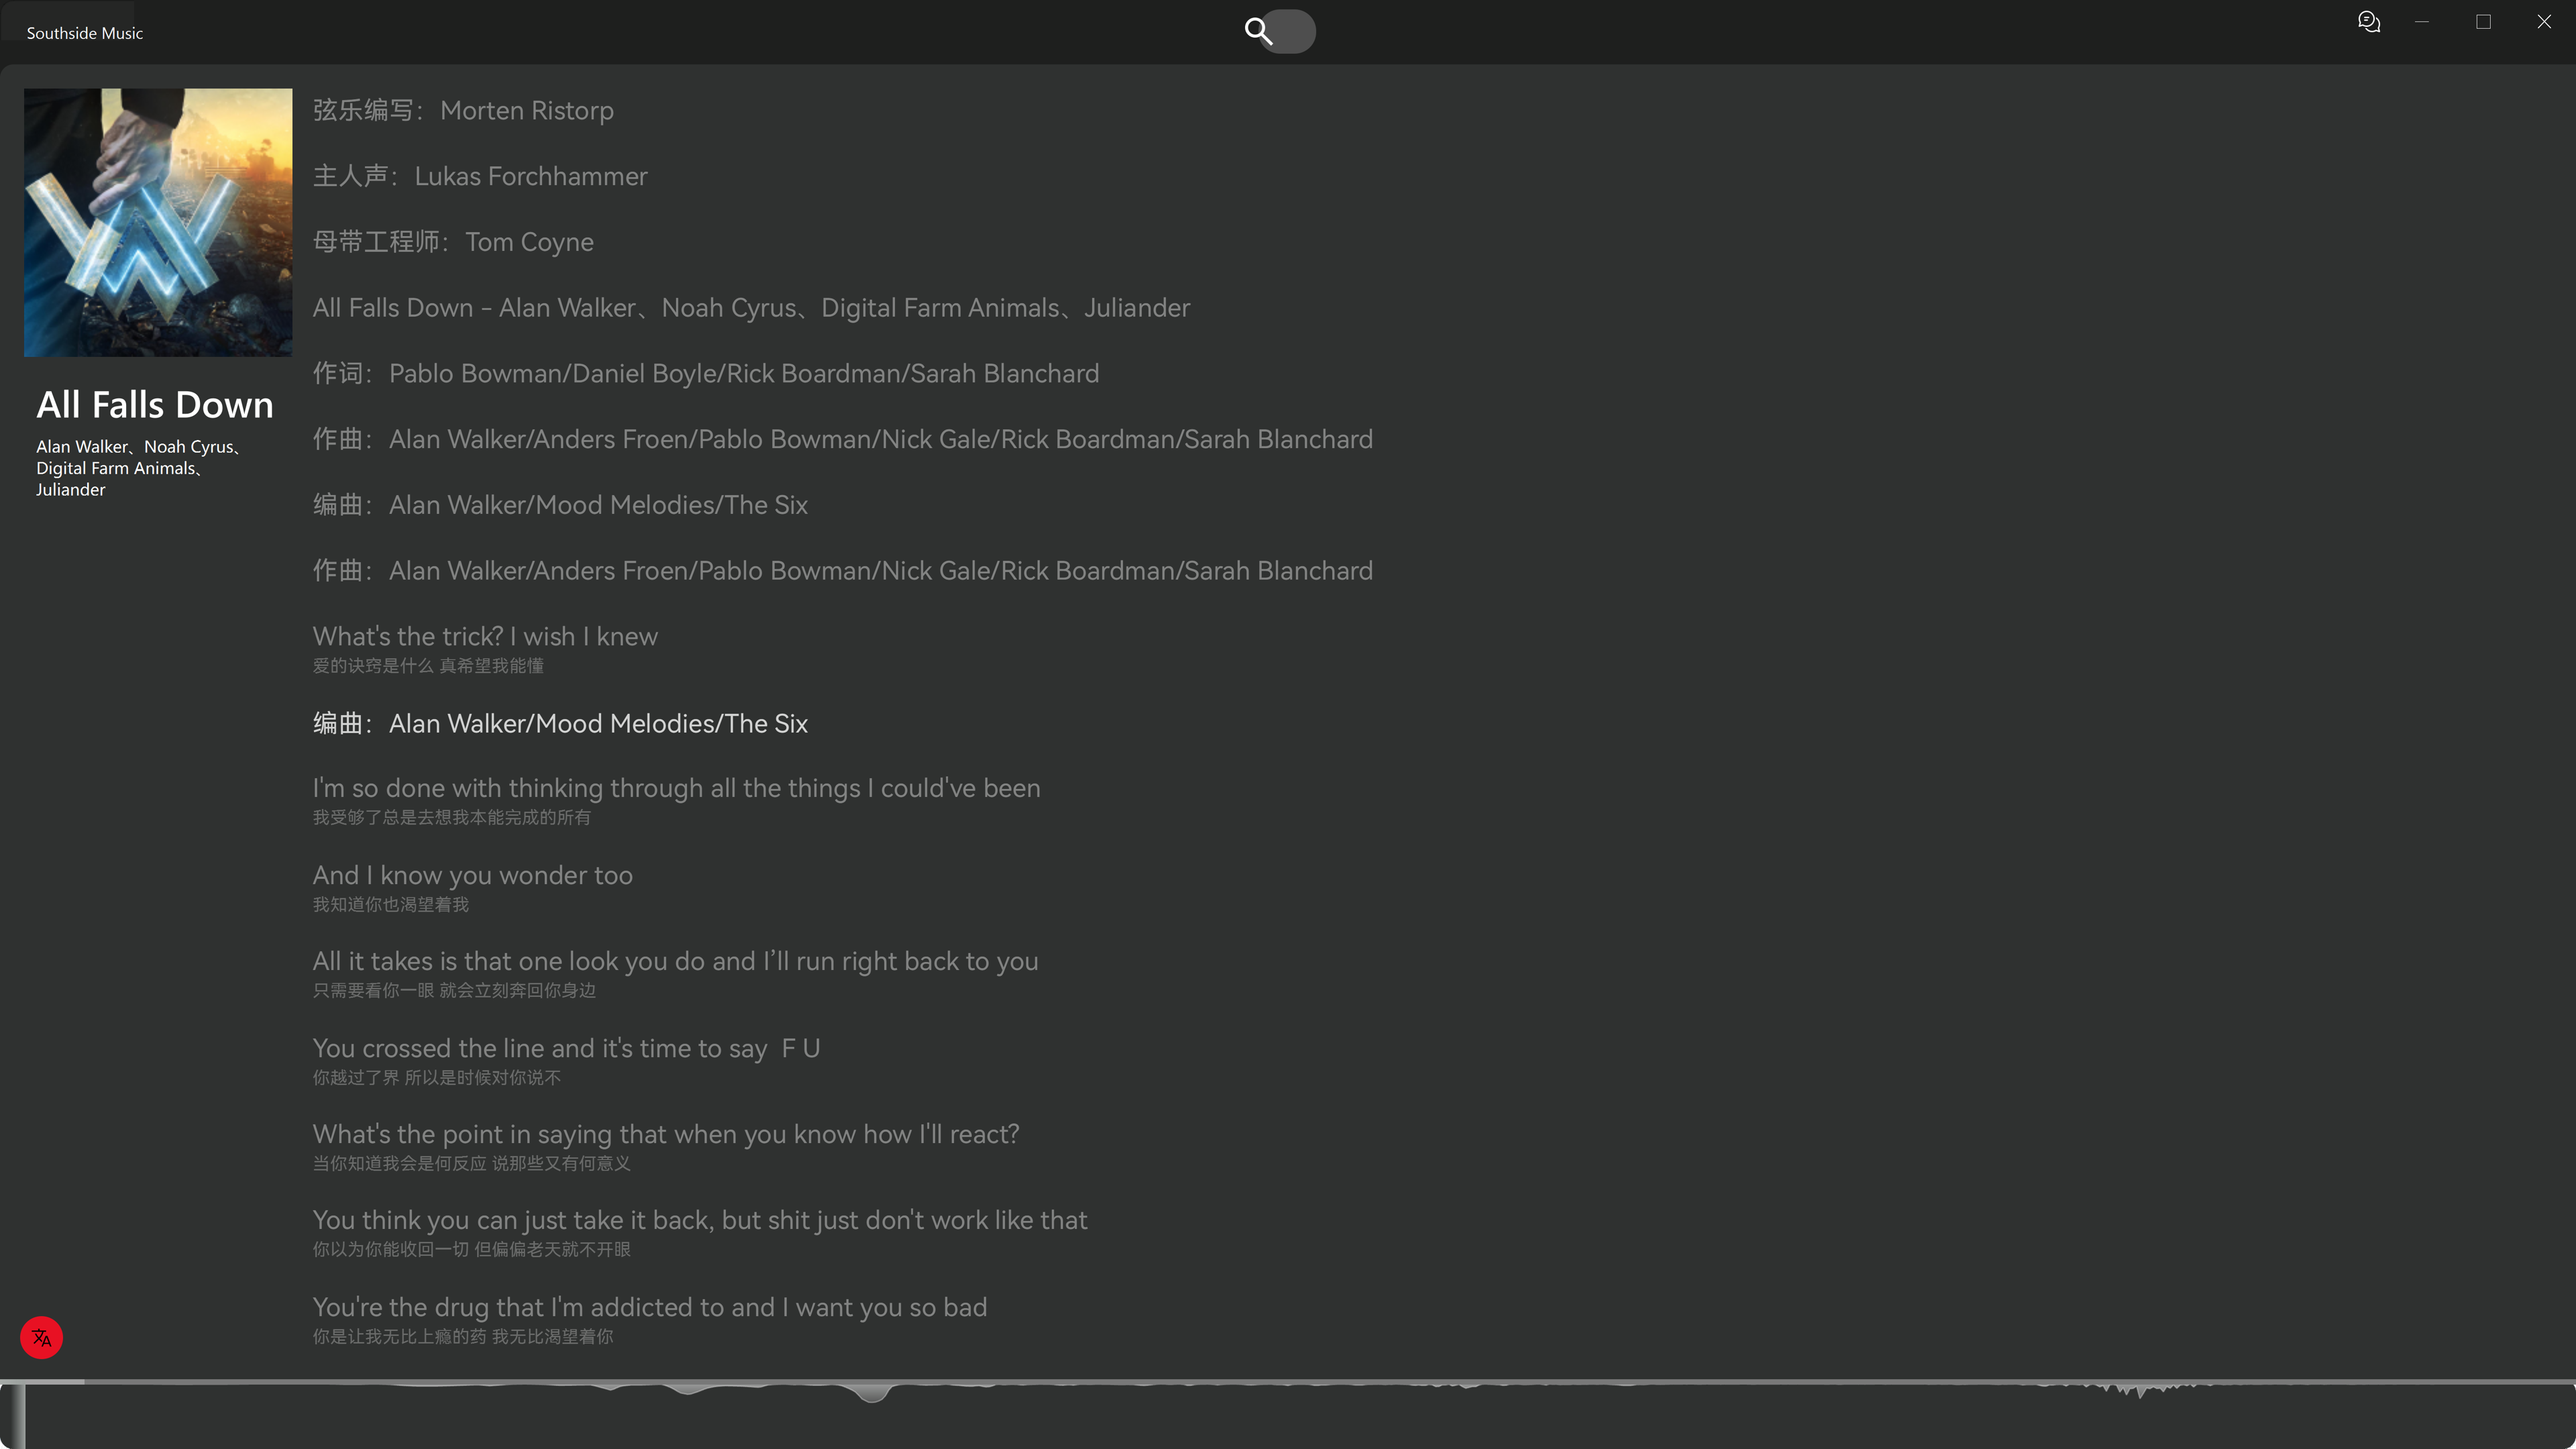 Southside Music
弦乐编写：Morten Ristorp
主人声：Lukas Forchhammer
母带工程师：Tom Coyne
All Falls Down - Alan Walker、Noah Cyrus、Digital Farm Animals、Juliander
作词：Pablo Bowman/Daniel Boyle/Rick Boardman/Sarah Blanchard
All Falls Down
作曲：Alan Walker/Anders Froen/Pablo Bowman/Nick Gale/Rick Boardman/Sarah Blanchard
Alan Walker、Noah Cyrus、
Digital Farm Animals、
Juliander
编曲：Alan Walker/Mood Melodies/The Six
作曲：Alan Walker/Anders Froen/Pablo Bowman/Nick Gale/Rick Boardman/Sarah Blanchard
What's the trick? I wish I knew
爱的诀窍是什么 真希望我能懂
编曲：Alan Walker/Mood Melodies/The Six
I'm so done with thinking through all the things I could've been
我受够了总是去想我本能完成的所有
And I know you wonder too
我知道你也渴望着我
All it takes is that one look you do and I’ll run right back to you
只需要看你一眼 就会立刻奔回你身边
You crossed the line and it's time to say  F U
你越过了界 所以是时候对你说不
What's the point in saying that when you know how I'll react?
当你知道我会是何反应 说那些又有何意义
You think you can just take it back, but shit just don't work like that
你以为你能收回一切 但偏偏老天就不开眼
You're the drug that I'm addicted to and I want you so bad
你是让我无比上瘾的药 我无比渴望着你